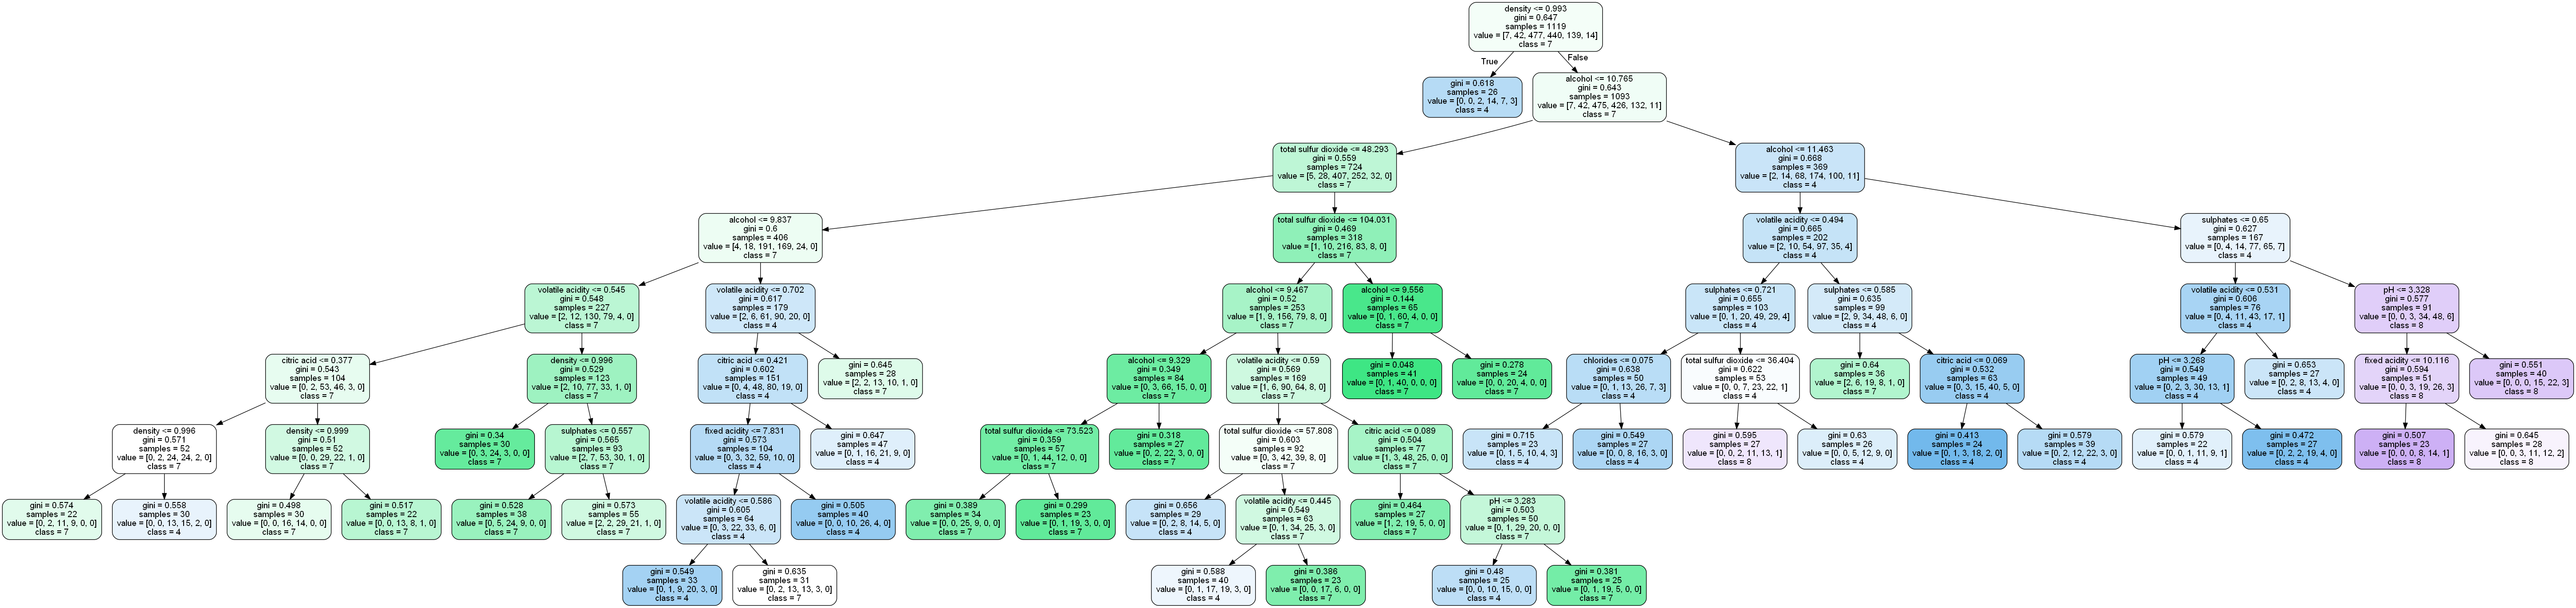 density <= 0.993
gini = 0.647
samples = 1119
value = [7, 42, 477, 440, 139, 14]
class = 7
True
False
gini = 0.618
samples = 26
value = [0, 0, 2, 14, 7, 3]
class = 4
alcohol <= 10.765
gini = 0.643
samples = 1093
value = [7, 42, 475, 426, 132, 11]
class = 7
total sulfur dioxide <= 48.293
gini = 0.559
samples = 724
value = [5, 28, 407, 252, 32, 0]
class = 7
alcohol <= 11.463
gini = 0.668
samples = 369
value = [2, 14, 68, 174, 100, 11]
class = 4
alcohol <= 9.837
gini = 0.6
samples = 406
value = [4, 18, 191, 169, 24, 0]
class = 7
total sulfur dioxide <= 104.031
gini = 0.469
samples = 318
value = [1, 10, 216, 83, 8, 0]
class = 7
volatile acidity <= 0.494
gini = 0.665
samples = 202
value = [2, 10, 54, 97, 35, 4]
class = 4
sulphates <= 0.65
gini = 0.627
samples = 167
value = [0, 4, 14, 77, 65, 7]
class = 4
volatile acidity <= 0.545
gini = 0.548
samples = 227
value = [2, 12, 130, 79, 4, 0]
class = 7
volatile acidity <= 0.702
gini = 0.617
samples = 179
value = [2, 6, 61, 90, 20, 0]
class = 4
alcohol <= 9.467
gini = 0.52
samples = 253
value = [1, 9, 156, 79, 8, 0]
class = 7
alcohol <= 9.556
gini = 0.144
samples = 65
value = [0, 1, 60, 4, 0, 0]
class = 7
sulphates <= 0.721
gini = 0.655
samples = 103
value = [0, 1, 20, 49, 29, 4]
class = 4
sulphates <= 0.585
gini = 0.635
samples = 99
value = [2, 9, 34, 48, 6, 0]
class = 4
volatile acidity <= 0.531
gini = 0.606
samples = 76
value = [0, 4, 11, 43, 17, 1]
class = 4
pH <= 3.328
gini = 0.577
samples = 91
value = [0, 0, 3, 34, 48, 6]
class = 8
citric acid <= 0.377
gini = 0.543
samples = 104
value = [0, 2, 53, 46, 3, 0]
class = 7
density <= 0.996
gini = 0.529
samples = 123
value = [2, 10, 77, 33, 1, 0]
class = 7
citric acid <= 0.421
gini = 0.602
samples = 151
value = [0, 4, 48, 80, 19, 0]
class = 4
gini = 0.645
samples = 28
value = [2, 2, 13, 10, 1, 0]
class = 7
alcohol <= 9.329
gini = 0.349
samples = 84
value = [0, 3, 66, 15, 0, 0]
class = 7
volatile acidity <= 0.59
gini = 0.569
samples = 169
value = [1, 6, 90, 64, 8, 0]
class = 7
gini = 0.048
samples = 41
value = [0, 1, 40, 0, 0, 0]
class = 7
gini = 0.278
samples = 24
value = [0, 0, 20, 4, 0, 0]
class = 7
chlorides <= 0.075
gini = 0.638
samples = 50
value = [0, 1, 13, 26, 7, 3]
class = 4
total sulfur dioxide <= 36.404
gini = 0.622
samples = 53
value = [0, 0, 7, 23, 22, 1]
class = 4
gini = 0.64
samples = 36
value = [2, 6, 19, 8, 1, 0]
class = 7
citric acid <= 0.069
gini = 0.532
samples = 63
value = [0, 3, 15, 40, 5, 0]
class = 4
pH <= 3.268
gini = 0.549
samples = 49
value = [0, 2, 3, 30, 13, 1]
class = 4
gini = 0.653
samples = 27
value = [0, 2, 8, 13, 4, 0]
class = 4
fixed acidity <= 10.116
gini = 0.594
samples = 51
value = [0, 0, 3, 19, 26, 3]
class = 8
gini = 0.551
samples = 40
value = [0, 0, 0, 15, 22, 3]
class = 8
density <= 0.996
gini = 0.571
samples = 52
value = [0, 2, 24, 24, 2, 0]
class = 7
density <= 0.999
gini = 0.51
samples = 52
value = [0, 0, 29, 22, 1, 0]
class = 7
gini = 0.34
samples = 30
value = [0, 3, 24, 3, 0, 0]
class = 7
sulphates <= 0.557
gini = 0.565
samples = 93
value = [2, 7, 53, 30, 1, 0]
class = 7
fixed acidity <= 7.831
gini = 0.573
samples = 104
value = [0, 3, 32, 59, 10, 0]
class = 4
gini = 0.647
samples = 47
value = [0, 1, 16, 21, 9, 0]
class = 4
total sulfur dioxide <= 73.523
gini = 0.359
samples = 57
value = [0, 1, 44, 12, 0, 0]
class = 7
gini = 0.318
samples = 27
value = [0, 2, 22, 3, 0, 0]
class = 7
total sulfur dioxide <= 57.808
gini = 0.603
samples = 92
value = [0, 3, 42, 39, 8, 0]
class = 7
citric acid <= 0.089
gini = 0.504
samples = 77
value = [1, 3, 48, 25, 0, 0]
class = 7
gini = 0.715
samples = 23
value = [0, 1, 5, 10, 4, 3]
class = 4
gini = 0.549
samples = 27
value = [0, 0, 8, 16, 3, 0]
class = 4
gini = 0.595
samples = 27
value = [0, 0, 2, 11, 13, 1]
class = 8
gini = 0.63
samples = 26
value = [0, 0, 5, 12, 9, 0]
class = 4
gini = 0.413
samples = 24
value = [0, 1, 3, 18, 2, 0]
class = 4
gini = 0.579
samples = 39
value = [0, 2, 12, 22, 3, 0]
class = 4
gini = 0.579
samples = 22
value = [0, 0, 1, 11, 9, 1]
class = 4
gini = 0.472
samples = 27
value = [0, 2, 2, 19, 4, 0]
class = 4
gini = 0.507
samples = 23
value = [0, 0, 0, 8, 14, 1]
class = 8
gini = 0.645
samples = 28
value = [0, 0, 3, 11, 12, 2]
class = 8
gini = 0.574
samples = 22
value = [0, 2, 11, 9, 0, 0]
class = 7
gini = 0.558
samples = 30
value = [0, 0, 13, 15, 2, 0]
class = 4
gini = 0.498
samples = 30
value = [0, 0, 16, 14, 0, 0]
class = 7
gini = 0.517
samples = 22
value = [0, 0, 13, 8, 1, 0]
class = 7
gini = 0.528
samples = 38
value = [0, 5, 24, 9, 0, 0]
class = 7
gini = 0.573
samples = 55
value = [2, 2, 29, 21, 1, 0]
class = 7
volatile acidity <= 0.586
gini = 0.605
samples = 64
value = [0, 3, 22, 33, 6, 0]
class = 4
gini = 0.505
samples = 40
value = [0, 0, 10, 26, 4, 0]
class = 4
gini = 0.389
samples = 34
value = [0, 0, 25, 9, 0, 0]
class = 7
gini = 0.299
samples = 23
value = [0, 1, 19, 3, 0, 0]
class = 7
gini = 0.656
samples = 29
value = [0, 2, 8, 14, 5, 0]
class = 4
volatile acidity <= 0.445
gini = 0.549
samples = 63
value = [0, 1, 34, 25, 3, 0]
class = 7
gini = 0.464
samples = 27
value = [1, 2, 19, 5, 0, 0]
class = 7
pH <= 3.283
gini = 0.503
samples = 50
value = [0, 1, 29, 20, 0, 0]
class = 7
gini = 0.549
samples = 33
value = [0, 1, 9, 20, 3, 0]
class = 4
gini = 0.635
samples = 31
value = [0, 2, 13, 13, 3, 0]
class = 7
gini = 0.588
samples = 40
value = [0, 1, 17, 19, 3, 0]
class = 4
gini = 0.386
samples = 23
value = [0, 0, 17, 6, 0, 0]
class = 7
gini = 0.48
samples = 25
value = [0, 0, 10, 15, 0, 0]
class = 4
gini = 0.381
samples = 25
value = [0, 1, 19, 5, 0, 0]
class = 7